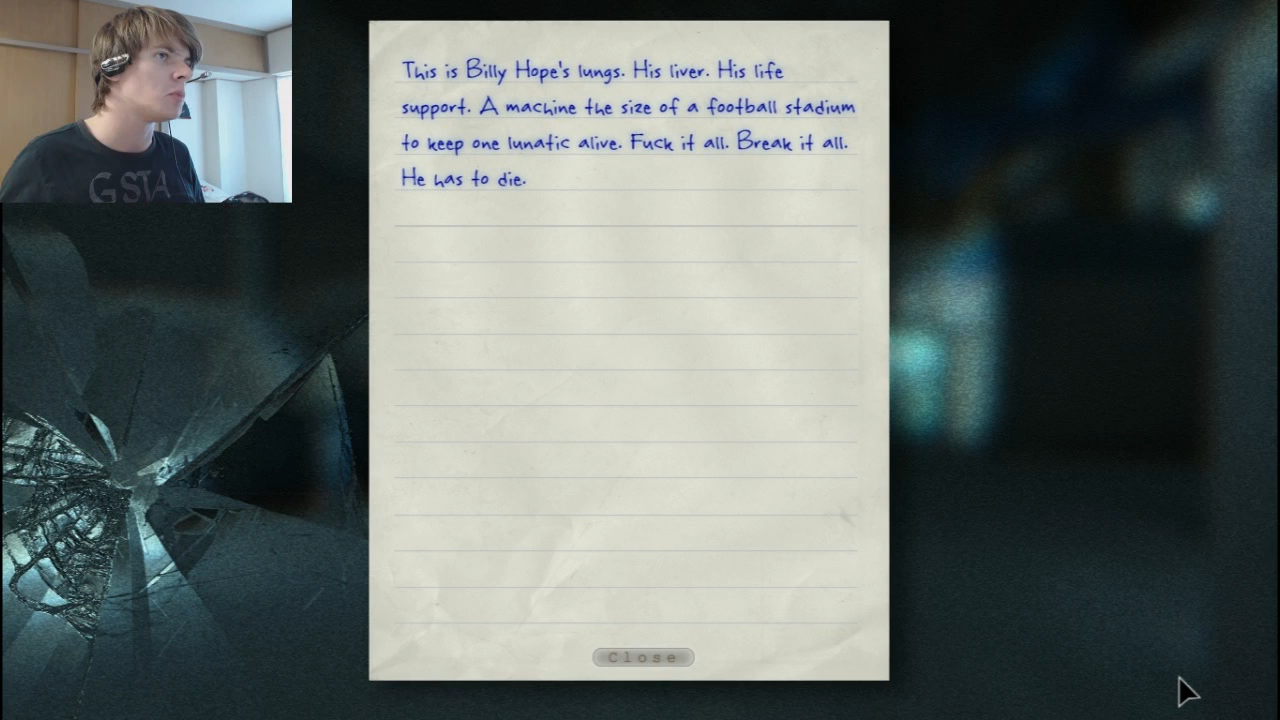 This is Billy Hope's lungs. His liver. His life
support. A machine the size of a football stadium
to keep one lunatic alive. Fuck it all. Break it all.
He has to die.
GSTA
Close